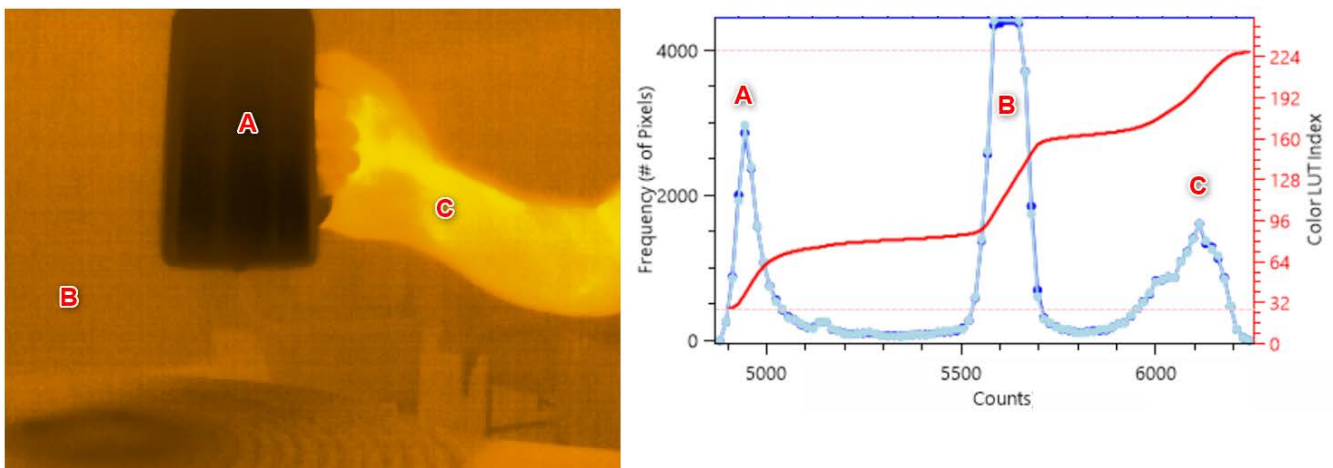 A
B
C
Frequency (# of Pixels)
4000
2000
0
A
B
C
224
192
160
128
96
64
32
0
Color LUT Index
5000
5500
6000
Counts